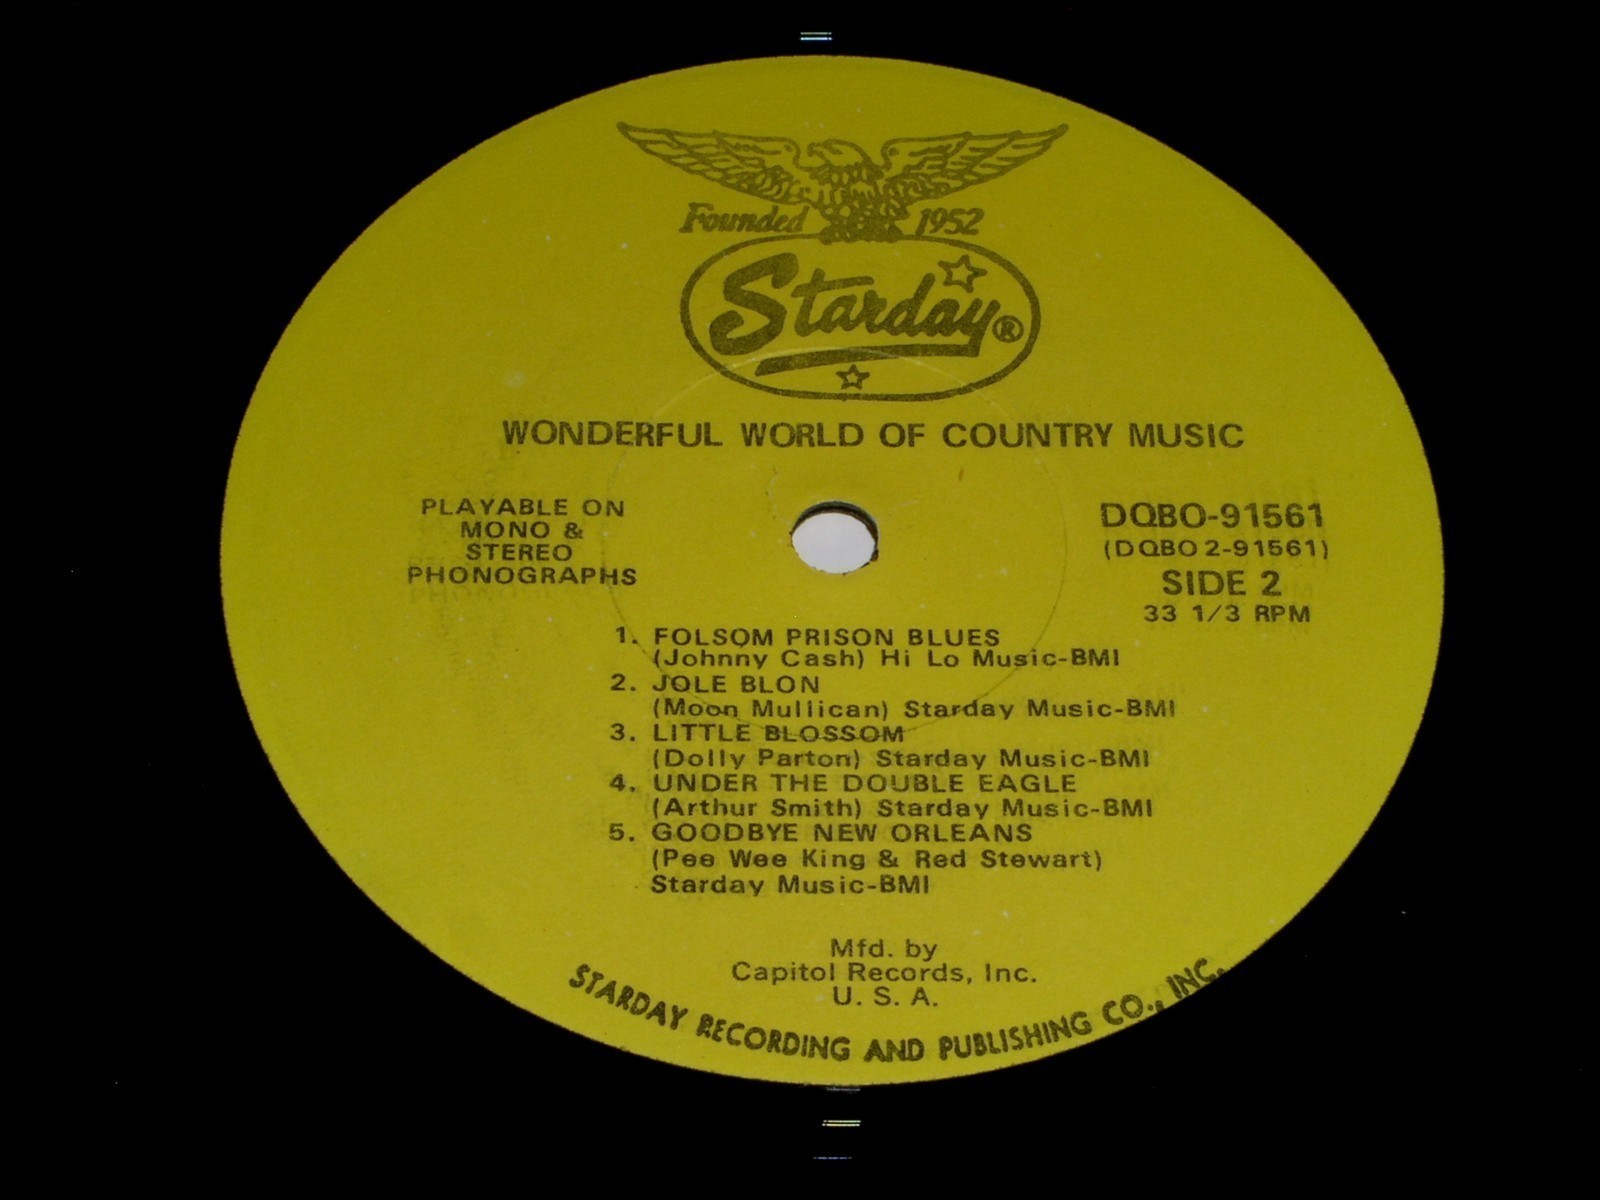 Founded 1952
Starday®
WONDERFUL WORLD OF COUNTRY MUSIC
PLAYABLE ON
MONO &
STEREO
PHONOGRAPHS
DQBO-91561
(DQBO 2-91561)
SIDE 2
33 1/3 RPM
1. FOLSOM PRISON BLUES
(Johnny Cash) Hi Lo Music-BMI
2. JOLE BLON
(Moon Mullican) Starday Music-BMI
3. LITTLE BLOSSOM
(Dolly Parton) Starday Music-BMI
4. UNDER THE DOUBLE EAGLE
(Arthur Smith) Starday Music-BMI
5. GOODBYE NEW ORLEANS
(Pee Wee King & Red Stewart)
Starday Music-BMI
Mfd. by
Capitol Records, Inc.
U. S. A.
STARDAY RECORDING AND PUBLISHING CO., INC.